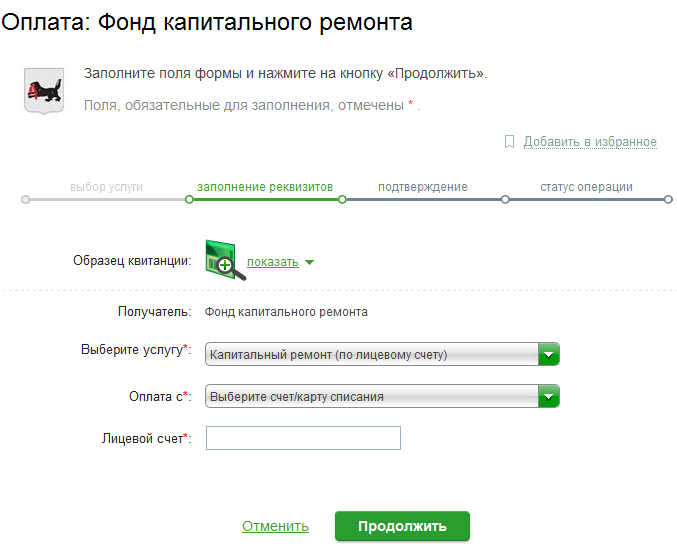 Оплата: Фонд капитального ремонта
Заполните поля формы и нажмите на кнопку «Продолжить».
Поля, обязательные для заполнения, отмечены * .
Добавить в избранное
выбор услуги заполнение реквизитов подтверждение статус операции
Образец квитанции: показать
Получатель: Фонд капитального ремонта
Выберите услугу*: Капитальный ремонт (по лицевому счету)
Оплата с*: Выберите счет/карту списания
Лицевой счет*:
Отменить Продолжить